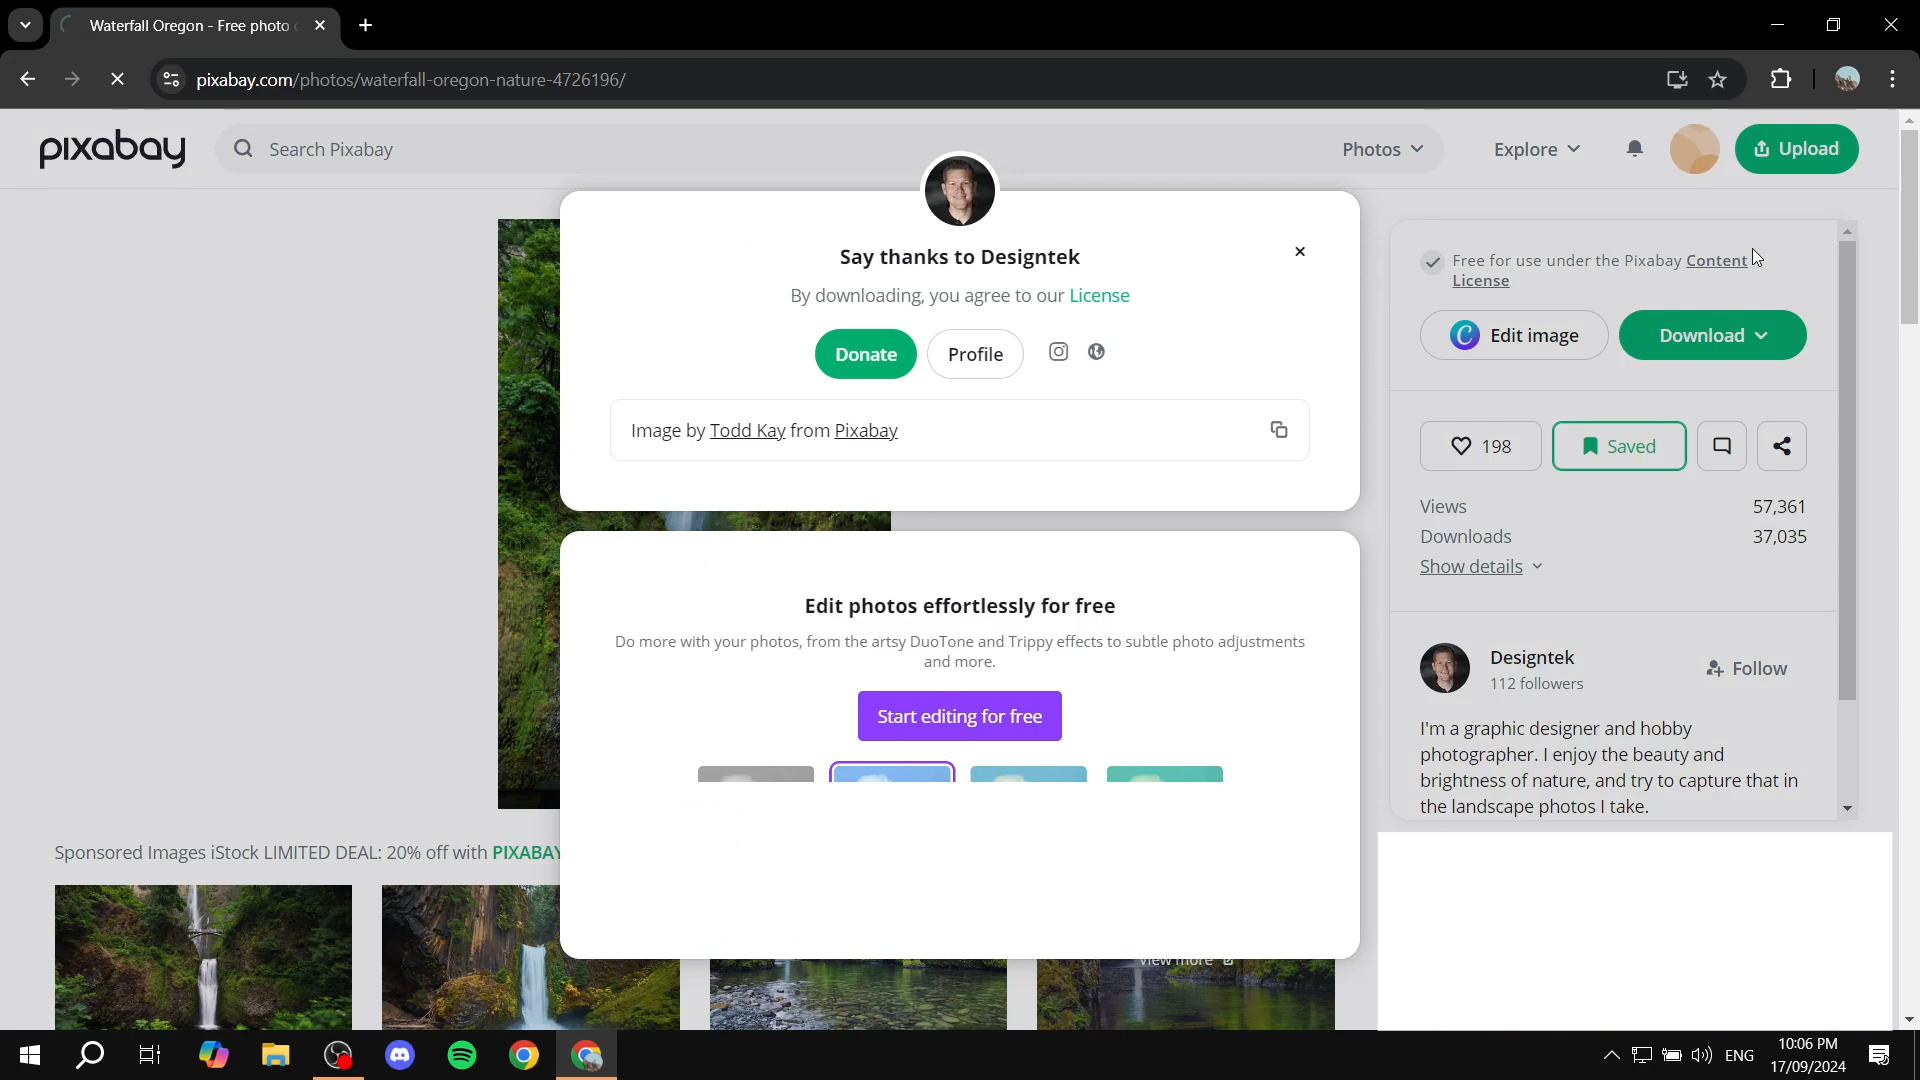 Waterfall Oregon - Free photo
pixabay.com/photos/waterfall-oregon-nature-4726196/
pixabay
Search Pixabay
Photos
Explore
Upload
Say thanks to Designtek
By downloading, you agree to our License
Donate
Profile
Image by Todd Kay from Pixabay
Edit photos effortlessly for free
Do more with your photos, from the artsy DuoTone and Trippy effects to subtle photo adjustments
and more.
Start editing for free
Free for use under the Pixabay Content
License
Edit image
Download
198
Saved
Views 57,361
Downloads 37,035
Show details
Designtek
112 followers
Follow
I'm a graphic designer and hobby
photographer. I enjoy the beauty and
brightness of nature, and try to capture that in
the landscape photos I take.
Sponsored Images iStock LIMITED DEAL: 20% off with PIXABAY
View more
ENG
10:06 PM
17/09/2024